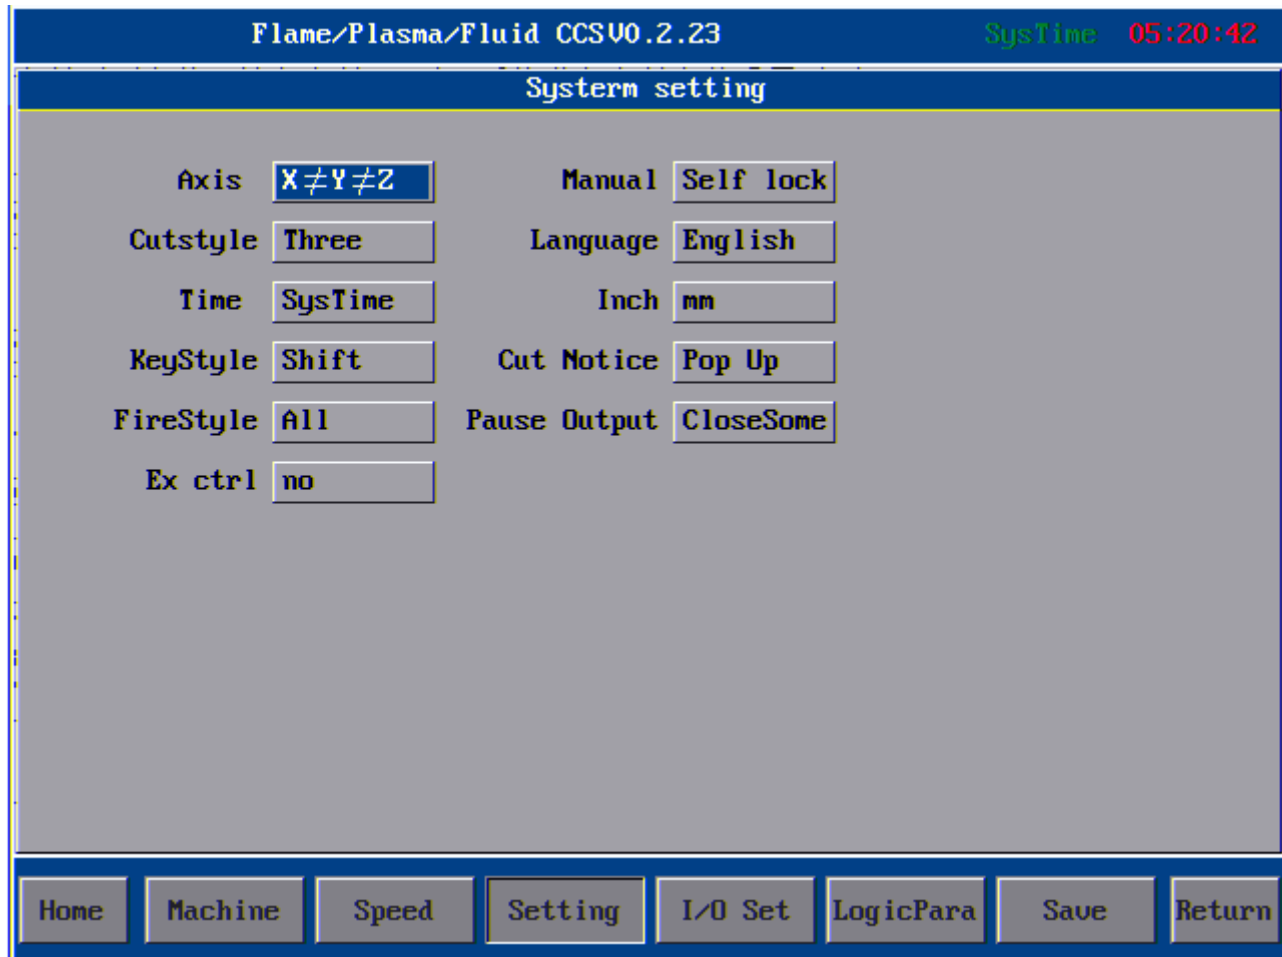 Flame/Plasma/Fluid CCSV0.2.23 SysTime 05:20:42
Systerm setting
Axis X≠Y≠Z Manual Self lock
Cutstyle Three Language English
Time SysTime Inch mm
KeyStyle Shift Cut Notice Pop Up
FireStyle All Pause Output CloseSome
Ex ctrl no
Home Machine Speed Setting I/O Set LogicPara Save Return